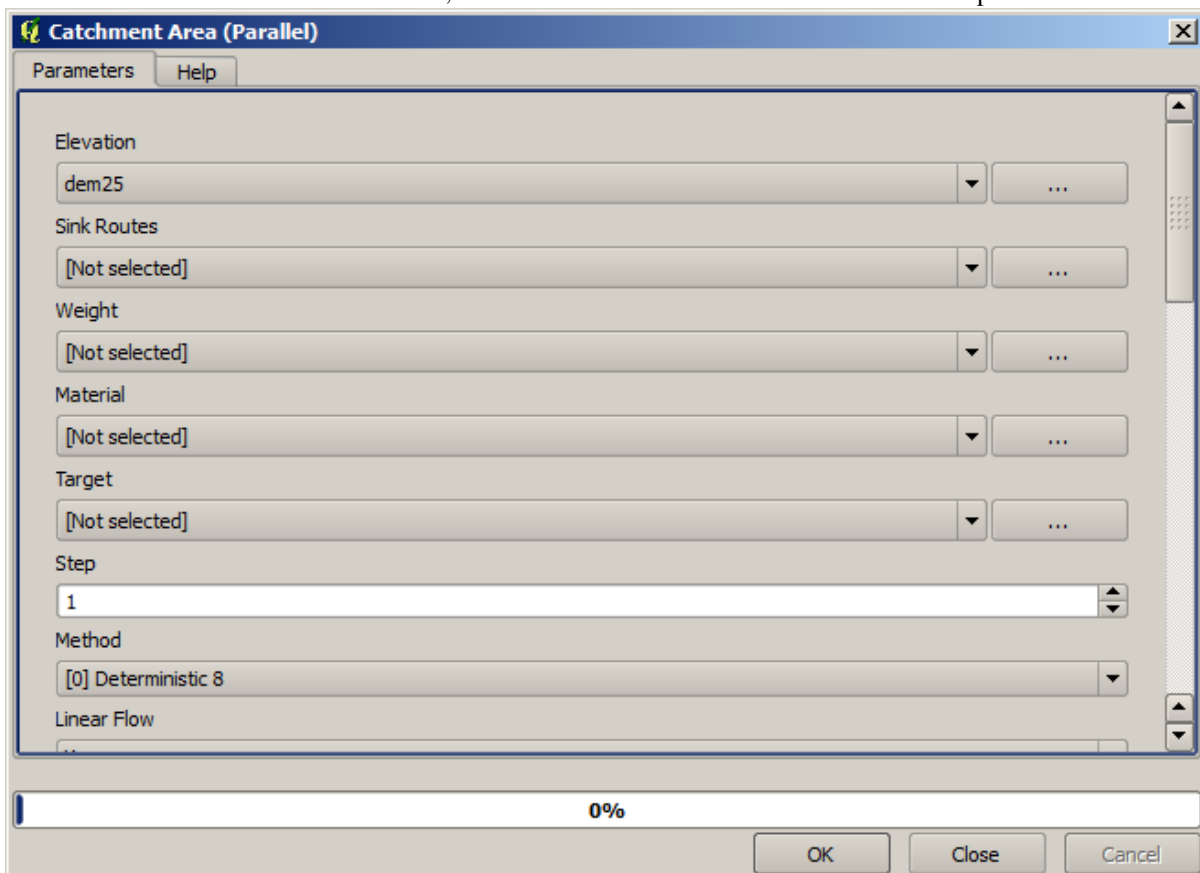 Catchment Area (Parallel)
Parameters Help
Elevation
dem25 ...
Sink Routes
[Not selected] ...
Weight
[Not selected] ...
Material
[Not selected] ...
Target
[Not selected] ...
Step
1
Method
[0] Deterministic 8
Linear Flow
0%
OK Close Cancel